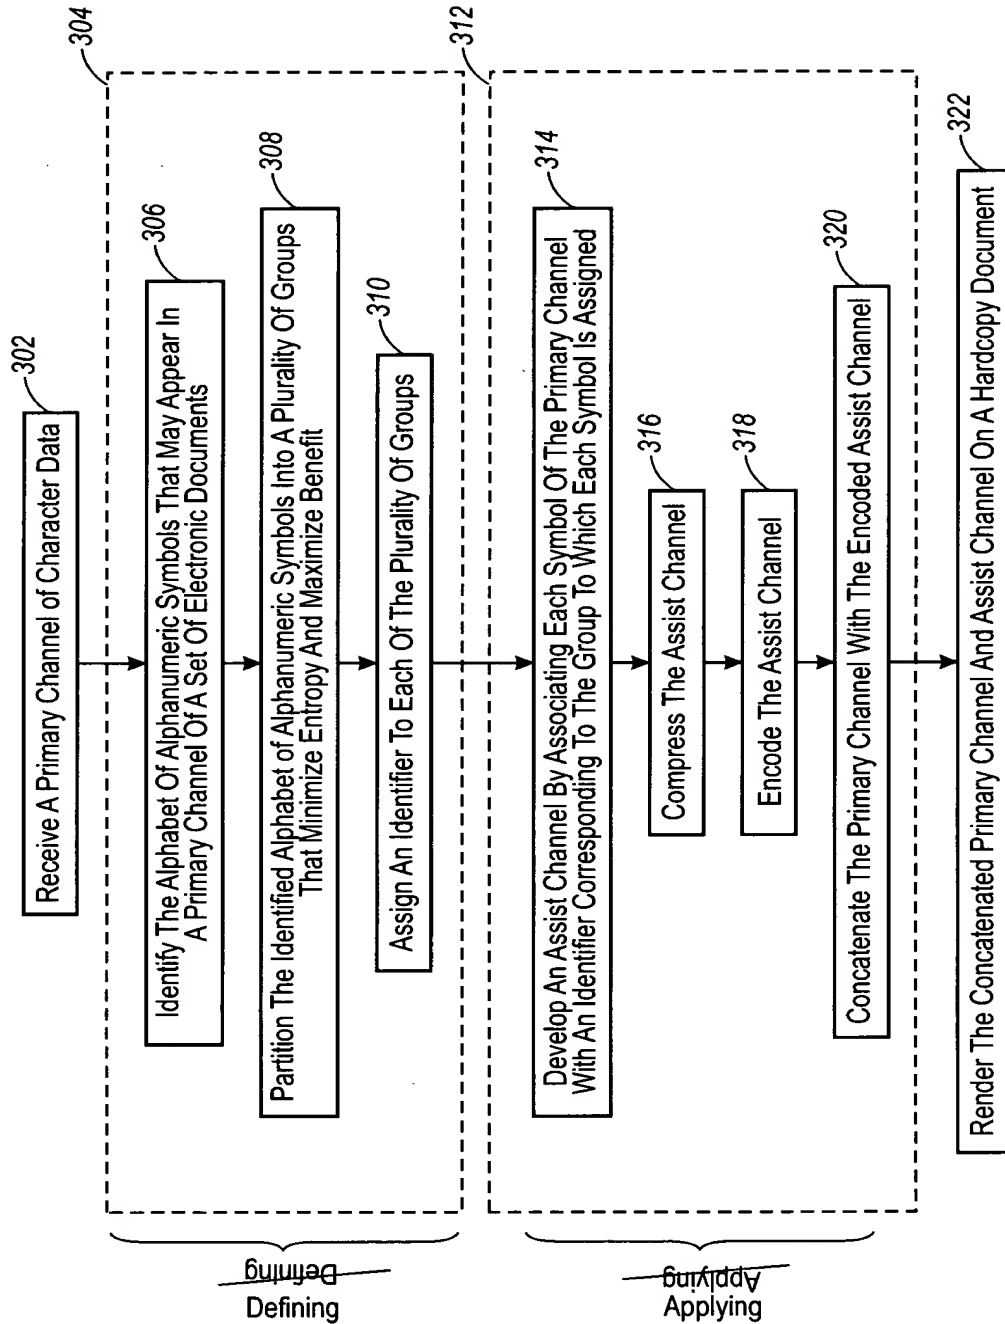 302
Receive A Primary Channel of Character Data
304
306
Identify The Alphabet Of Alphanumeric Symbols That May Appear In
A Primary Channel Of A Set Of Electronic Documents
308
Partition The Identified Alphabet of Alphanumeric Symbols Into A Plurality Of Groups
That Minimize Entropy And Maximize Benefit
310
Assign An Identifier To Each Of The Plurality Of Groups
Defining
Defining
312
314
Develop An Assist Channel By Associating Each Symbol Of The Primary Channel
With An Identifier Corresponding To The Group To Which Each Symbol Is Assigned
316
Compress The Assist Channel
318
Encode The Assist Channel
320
Concatenate The Primary Channel With The Encoded Assist Channel
Applying
Applying
322
Render The Concatenated Primary Channel And Assist Channel On A Hardcopy Document